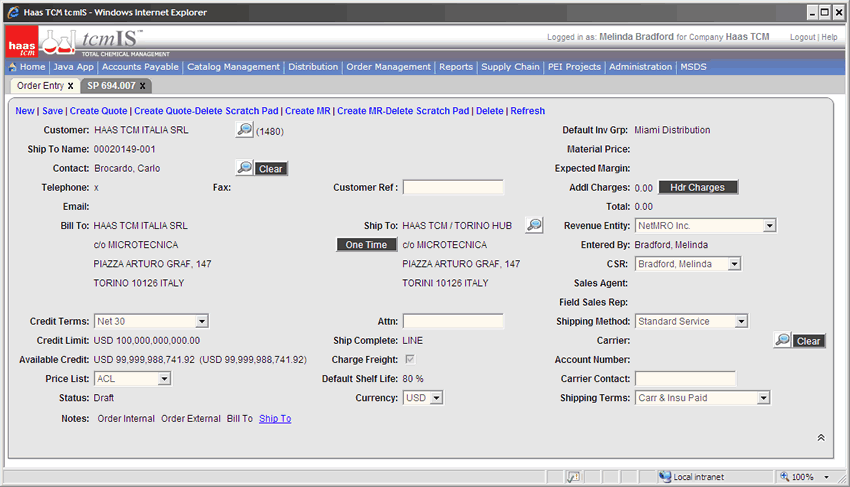 Haas TCM tcmIS - Windows Internet Explorer
haas tcm
tcmIS™
TOTAL CHEMICAL MANAGEMENT
Logged in as: Melinda Bradford for Company Haas TCM Logout | Help
Home | Java App | Accounts Payable | Catalog Management | Distribution | Order Management | Reports | Supply Chain | PEI Projects | Administration | MSDS
Order Entry X SP 694.007 X
New | Save | Create Quote | Create Quote-Delete Scratch Pad | Create MR | Create MR-Delete Scratch Pad | Delete | Refresh
Customer: HAAS TCM ITALIA SRL (1480) Default Inv Grp: Miami Distribution
Ship To Name: 00020149-001 Material Price:
Contact: Brocardo, Carlo Clear Expected Margin:
Telephone: x Fax: Customer Ref : Addl Charges: 0.00 Hdr Charges
Email: Total: 0.00
Bill To: HAAS TCM ITALIA SRL Ship To: HAAS TCM / TORINO HUB Revenue Entity: NetMRO Inc.
c/o MICROTECNICA One Time c/o MICROTECNICA Entered By: Bradford, Melinda
PIAZZA ARTURO GRAF, 147 PIAZZA ARTURO GRAF, 147 CSR: Bradford, Melinda
TORINO 10126 ITALY TORINI 10126 ITALY Sales Agent:
Field Sales Rep:
Credit Terms: Net 30 Attn: Shipping Method: Standard Service
Credit Limit: USD 100,000,000,000.00 Ship Complete: LINE Carrier: Clear
Available Credit: USD 99,999,988,741.92 (USD 99,999,988,741.92) Charge Freight: Account Number:
Price List: ACL Default Shelf Life: 80 % Carrier Contact:
Status: Draft Currency: USD Shipping Terms: Carr & Insu Paid
Notes: Order Internal Order External Bill To Ship To
Local intranet 100%